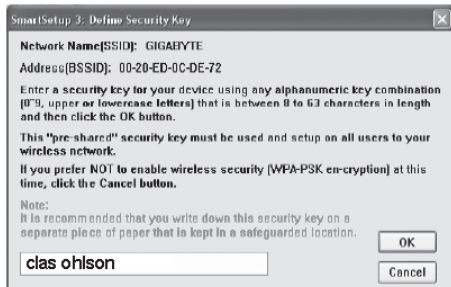 SmartSetup 3: Define Security Key
Network Name(SSID): GIGABYTE
Address(BSSID): 00-20-ED-0C-DE-72
Enter a security key for your device using any alphanumeric key combination
(0~9, upper or lowercase letters) that is between 8 to 63 characters in length
and then click the OK button.
This "pre-shared" security key must be used and setup on all users to your
wireless network.
If you prefer NOT to enable wireless security (WPA-PSK en-cryption) at this
time, click the Cancel button.
Note:
It is recommended that you write down this security key on a
separate piece of paper that is kept in a safeguarded location.
OK
clas ohlson
Cancel